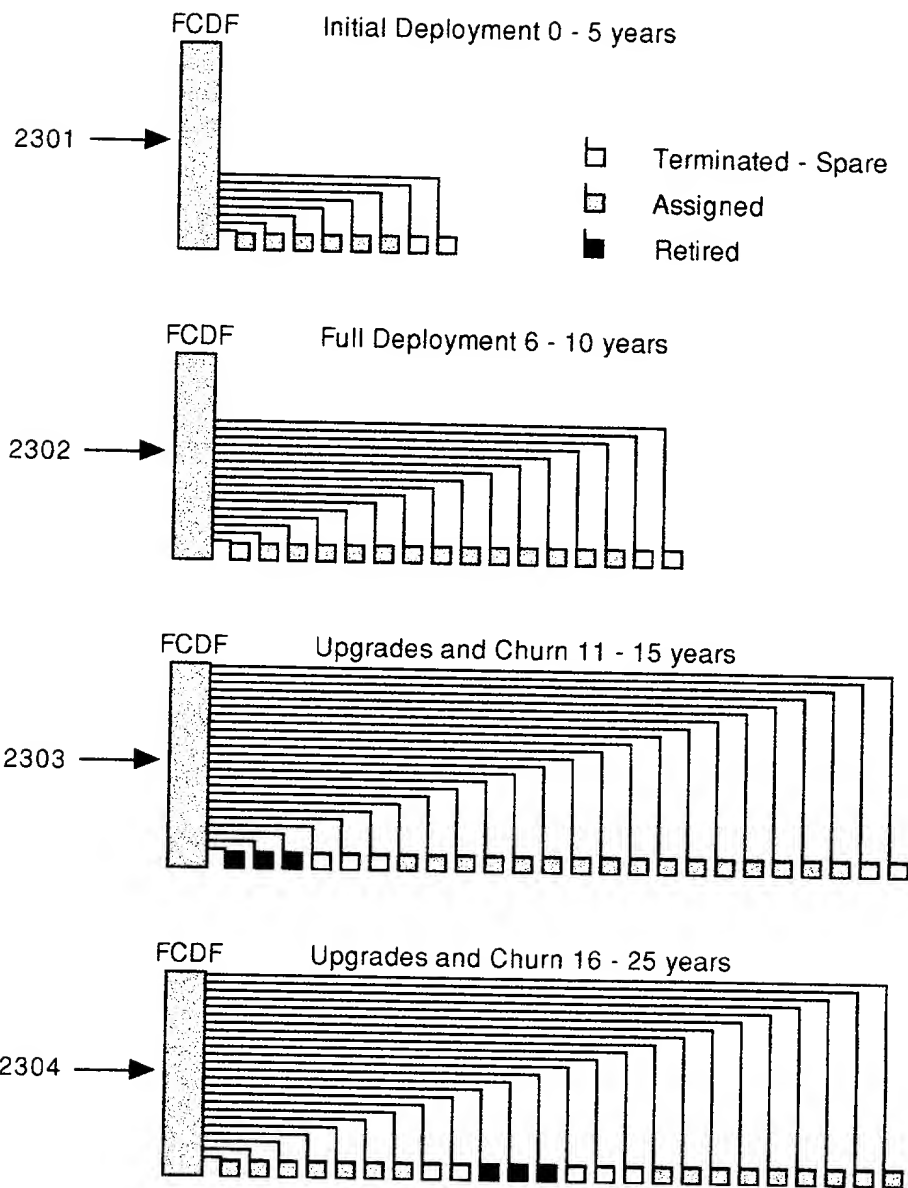 FCDF
Initial Deployment 0 - 5 years
2301
Terminated - Spare
Assigned
Retired
FCDF
Full Deployment 6 - 10 years
2302
FCDF
Upgrades and Churn 11 - 15 years
2303
FCDF
Upgrades and Churn 16 - 25 years
2304